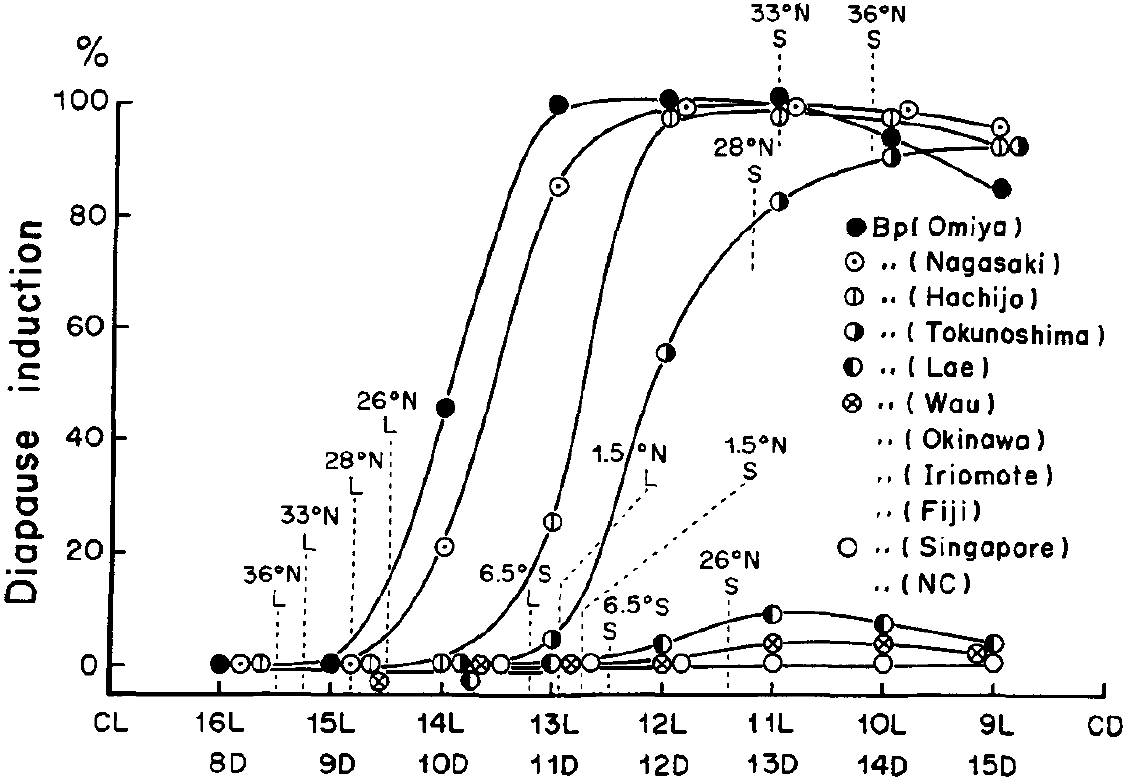 %
Diapause induction
100
80
60
40
20
0
33°N
S
36°N
S
28°N
S
26°N
L
28°N
L
33°N
L
36°N
L
1.5°N
L
1.5°N
S
6.5°S
L
6.5°S
S
26°N
S
Bp(Omiya)
〃 (Nagasaki)
〃 (Hachijo)
〃 (Tokunoshima)
〃 (Lae)
〃 (Wau)
〃 (Okinawa)
〃 (Iriomote)
〃 (Fiji)
〃 (Singapore)
〃 (NC)
CL 16L 15L 14L 13L 12L 11L 10L 9L CD
8D 9D 10D 11D 12D 13D 14D 15D